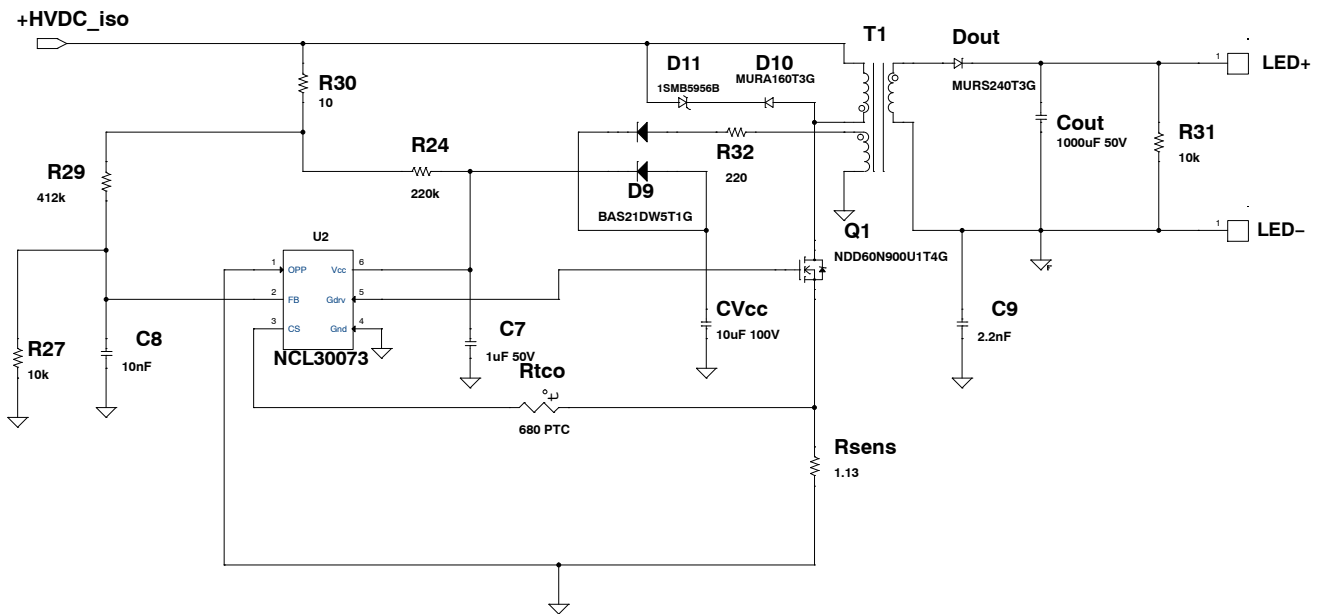 +HVDC_iso
T1
Dout
MURS240T3G
1
LED+
D11
1SMB5956B
D10
MURA160T3G
R30
10
Cout
1000uF 50V
R31
10k
R24
220k
R32
220
R29
412k
D9
BAS21DW5T1G
Q1
NDD60N900U1T4G
1
LED–
F
U2
1
OPP
Vcc
6
2
FB
Gdrv
5
3
CS
Gnd
4
NCL30073
C8
10nF
R27
10k
C7
1uF 50V
CVcc
10uF 100V
C9
2.2nF
Rtco
t
680 PTC
Rsens
1.13